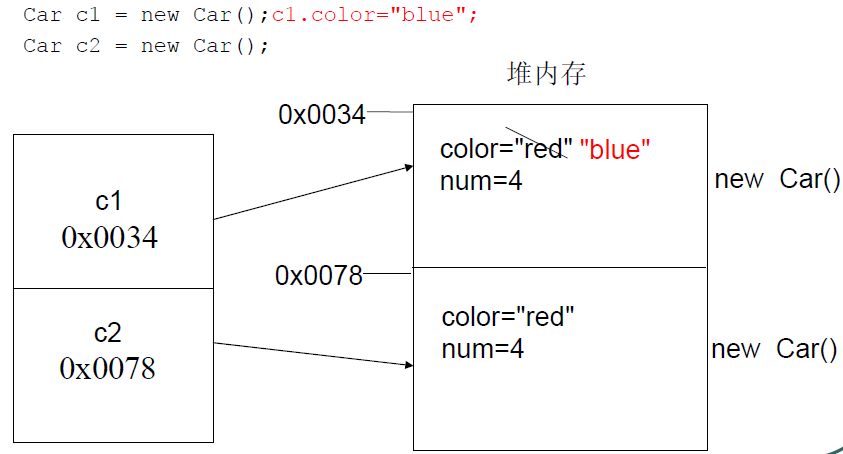 Car c1 = new Car();c1.color="blue";
Car c2 = new Car();
堆内存
0x0034
color="red" "blue"
num=4
new Car()
c1
0x0034
0x0078
c2
0x0078
color="red"
num=4
new Car()